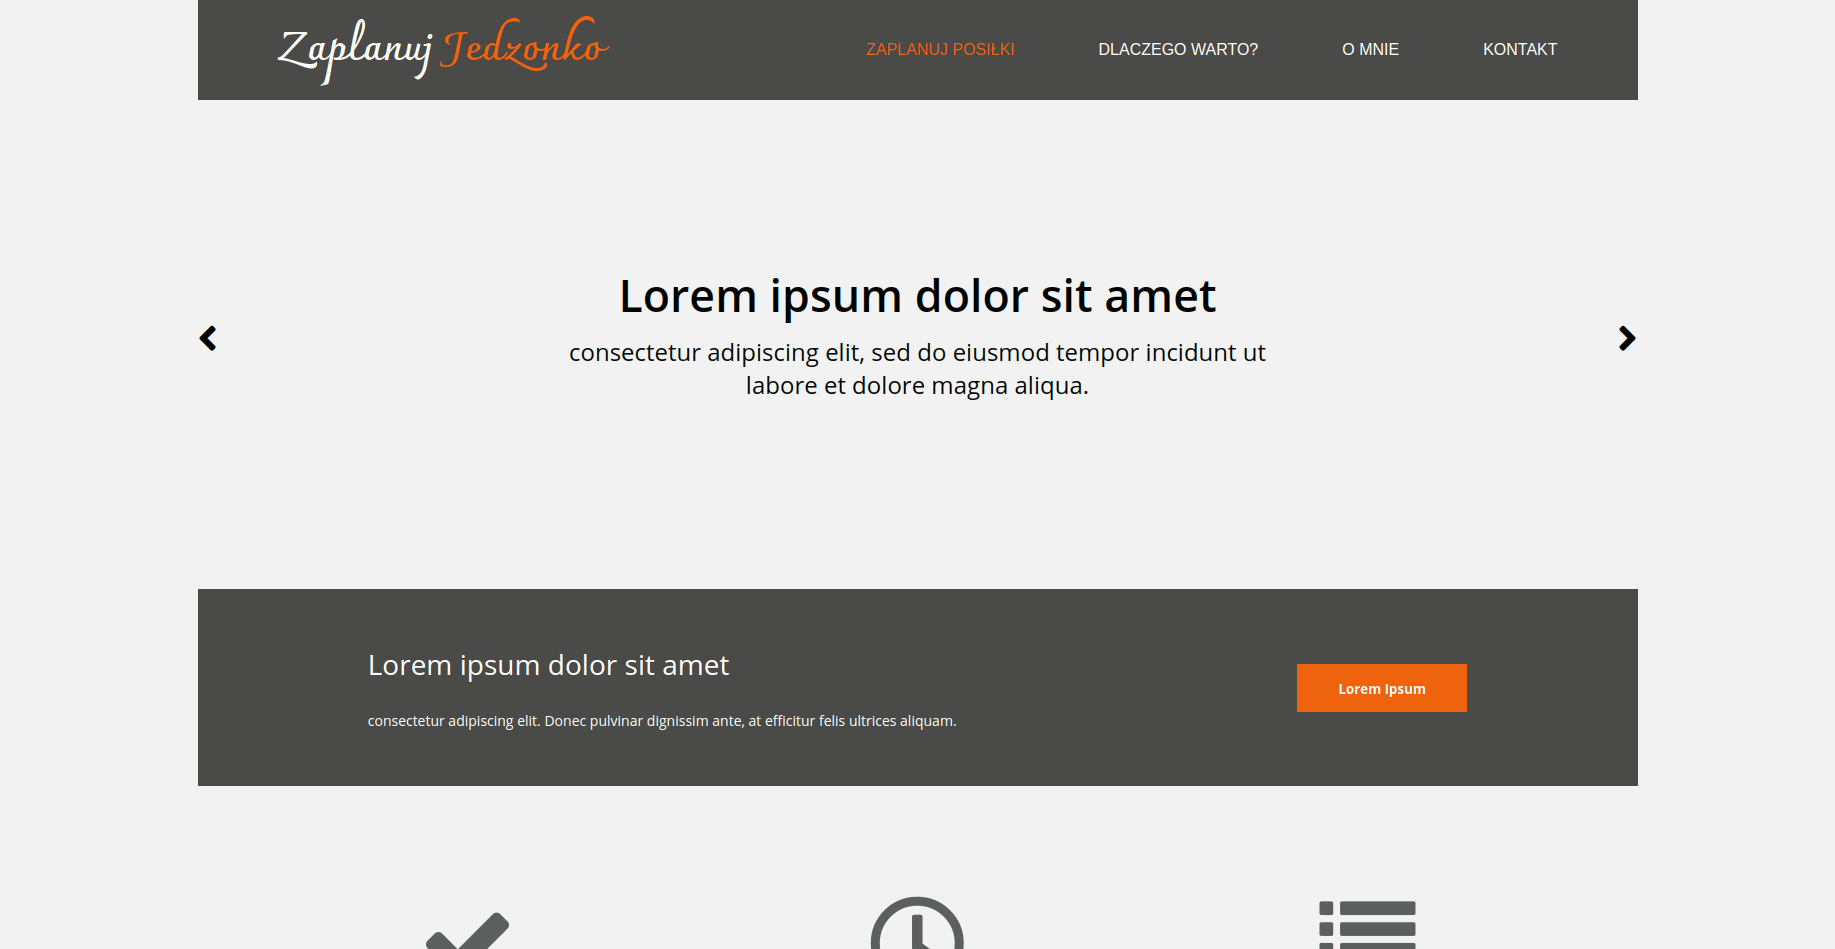 Zaplanuj Jedzonko
ZAPLANUJ POSIŁKI
DLACZEGO WARTO?
O MNIE
KONTAKT
Lorem ipsum dolor sit amet
consectetur adipiscing elit, sed do eiusmod tempor incidunt ut
labore et dolore magna aliqua.
Lorem ipsum dolor sit amet
consectetur adipiscing elit. Donec pulvinar dignissim ante, at efficitur felis ultrices aliquam.
Lorem Ipsum